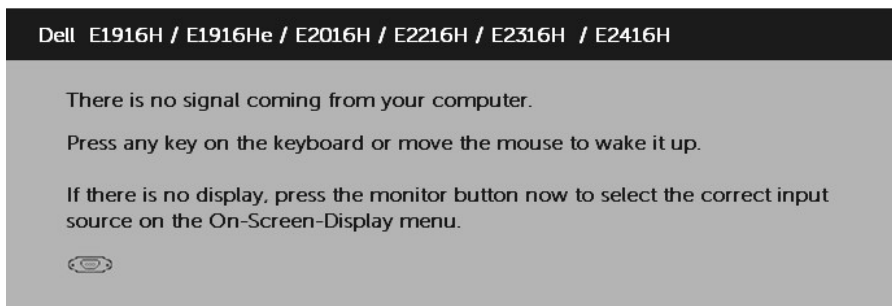 Dell E1916H / E1916He / E2016H / E2216H / E2316H / E2416H
There is no signal coming from your computer.
Press any key on the keyboard or move the mouse to wake it up.
If there is no display, press the monitor button now to select the correct input
source on the On-Screen-Display menu.